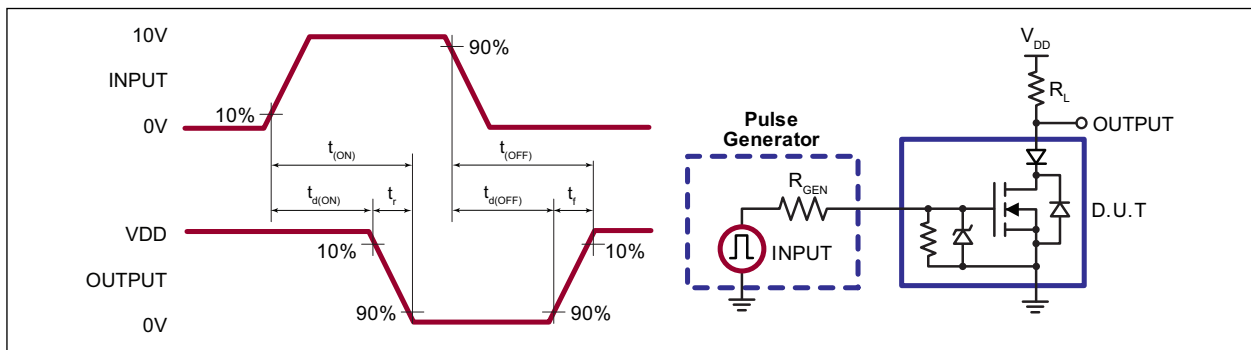 10V
INPUT
0V
10%
90%
t(ON)
t(OFF)
td(ON)
tr
td(OFF)
tf
VDD
OUTPUT
0V
10%
90%
90%
10%
Pulse
Generator
RGEN
INPUT
VDD
RL
OUTPUT
D.U.T